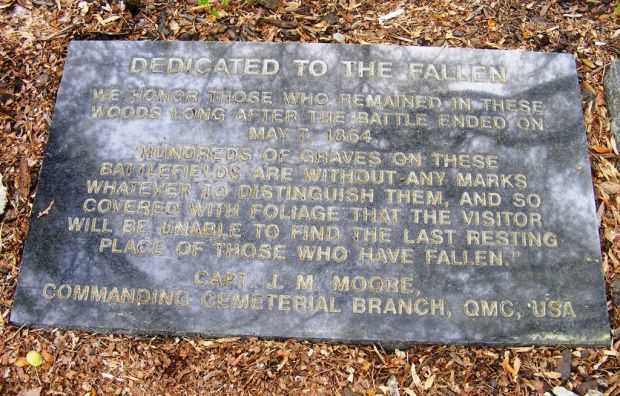 DEDICATED TO THE FALLEN
WE HONOR THOSE WHO REMAINED IN THESE
WOODS LONG AFTER THE BATTLE ENDED ON
MAY 7, 1864.
"HUNDREDS OF GRAVES ON THESE
BATTLEFIELDS ARE WITHOUT ANY MARKS
WHATEVER TO DISTINGUISH THEM, AND SO
COVERED WITH FOLIAGE THAT THE VISITOR
WILL BE UNABLE TO FIND THE LAST RESTING
PLACE OF THOSE WHO HAVE FALLEN."
CAPT. J. M. MOORE,
COMMANDING CEMETERIAL BRANCH, QMC, USA